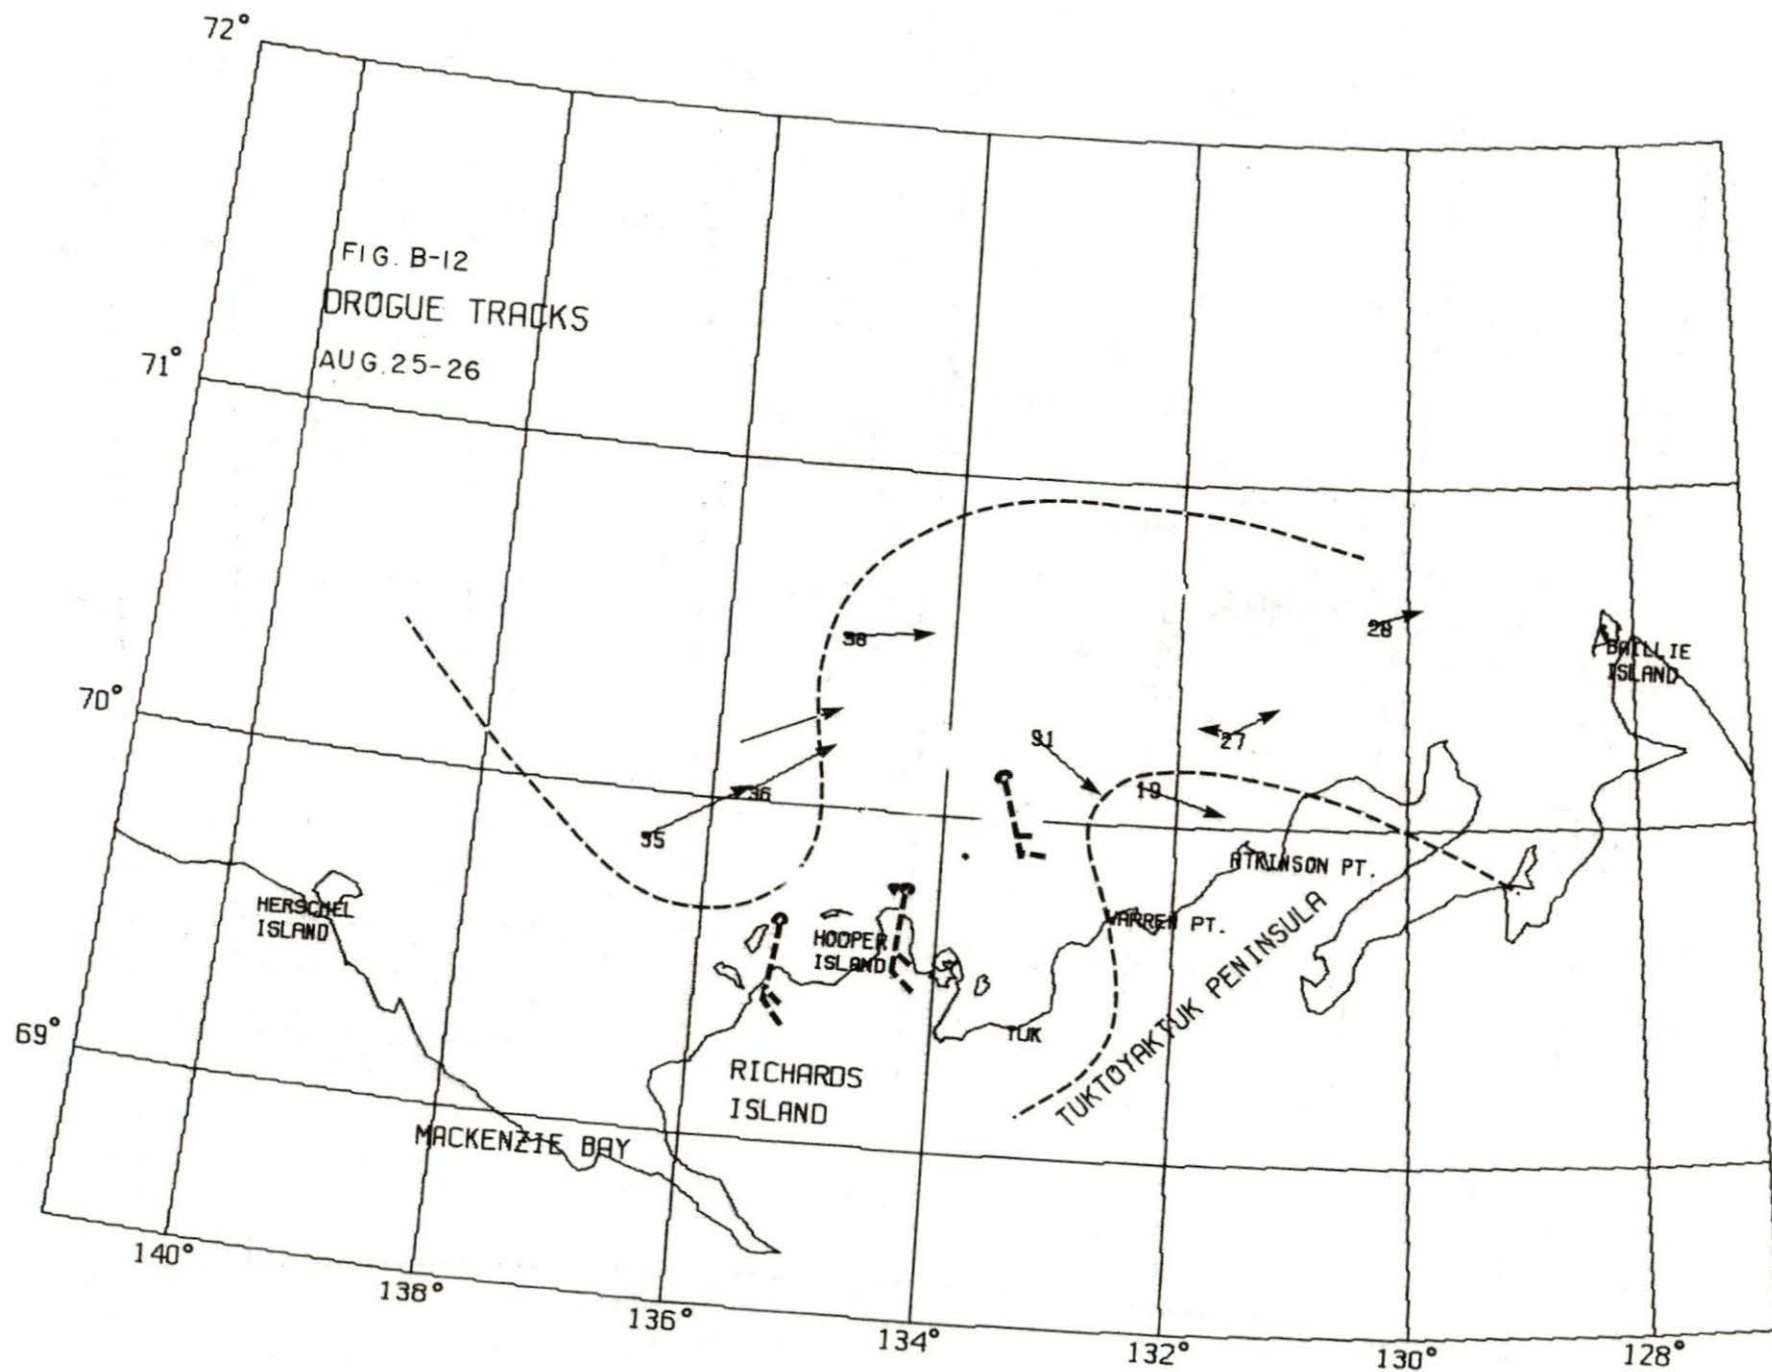 72°
FIG. B-12
DROGUE TRACKS
AUG. 25-26
71°
38
28
BAILLIE
ISLAND
70°
31
27
36
19
35
ATKINSON PT.
HERSCHEL
ISLAND
WARREN PT.
HOOPER
ISLAND
TUK
TUKTOYAKTUK PENINSULA
69°
RICHARDS
ISLAND
MACKENZIE BAY
140°
138°
136°
134°
132°
130°
128°